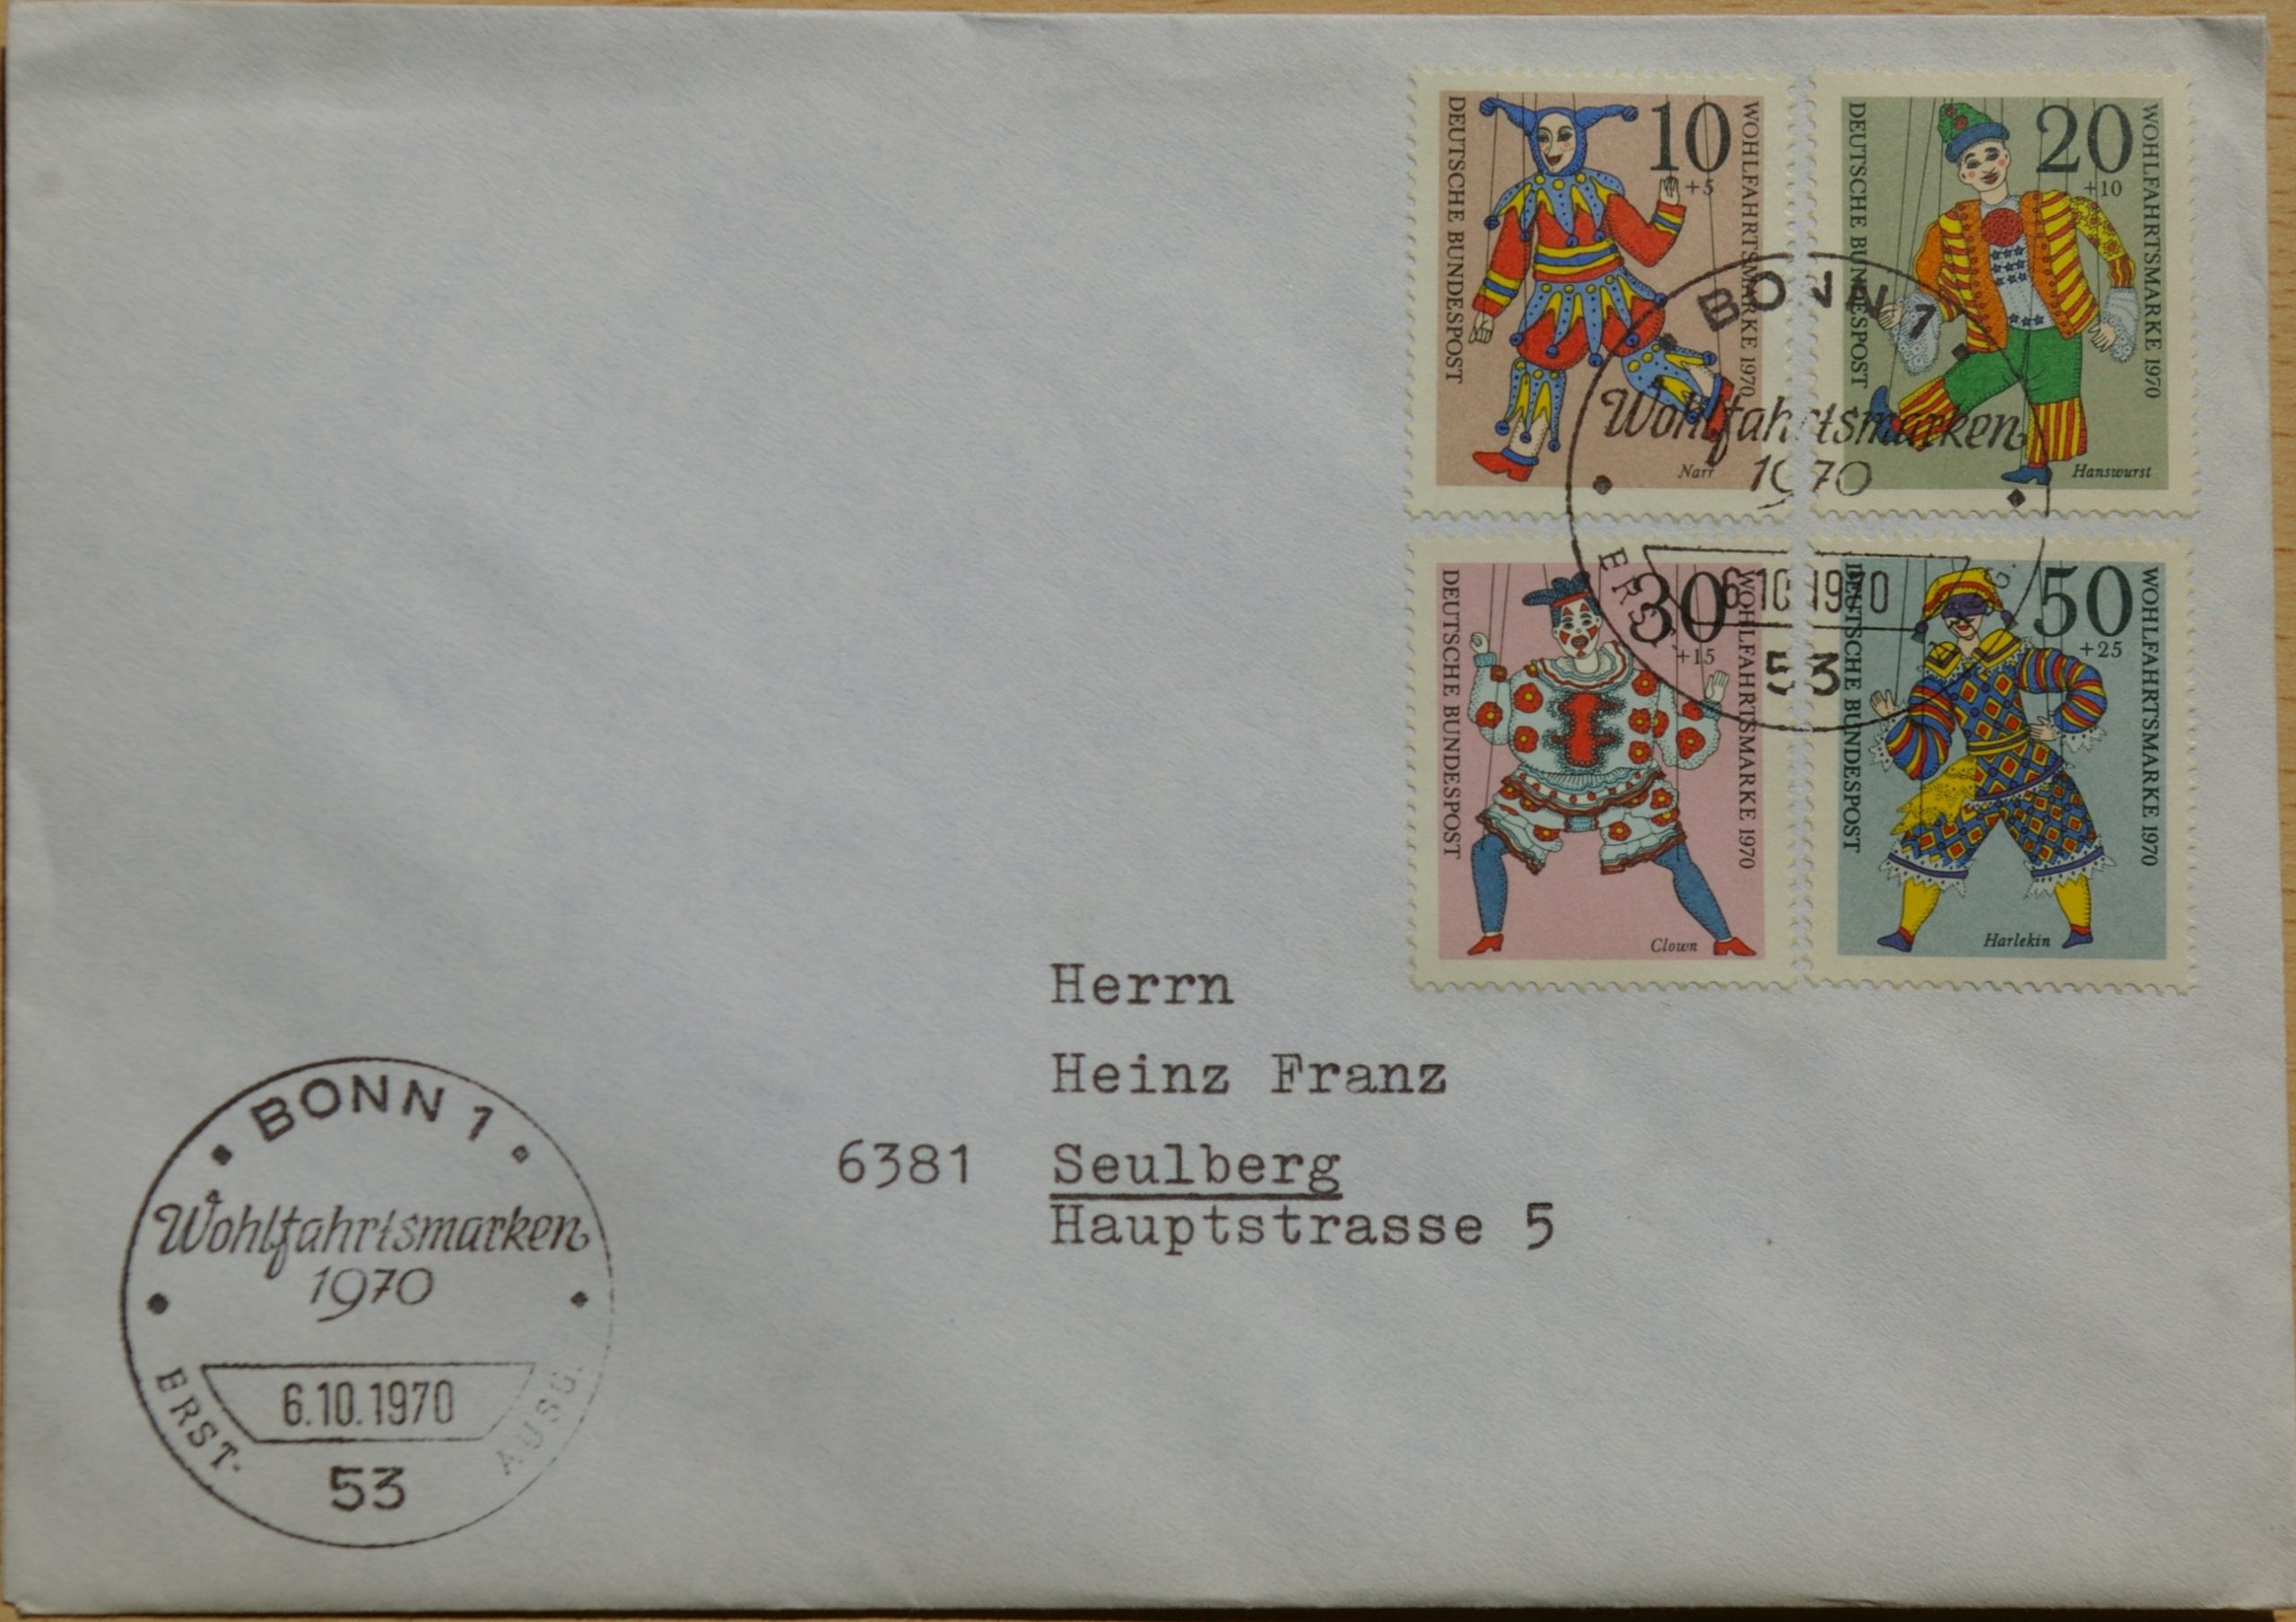 DEUTSCHE BUNDESPOST
10
+5
WOHLFAHRTSMARKE 1970
Narr
DEUTSCHE BUNDESPOST
20
+10
WOHLFAHRTSMARKE 1970
Hanswurst
BONN 1
Wohlfahrtsmarken
1970
6.10.1970
ERST-
G.
53
DEUTSCHE BUNDESPOST
30
+15
WOHLFAHRTSMARKE 1970
Clown
DEUTSCHE BUNDESPOST
50
+25
WOHLFAHRTSMARKE 1970
Harlekin
Herrn
Heinz Franz
6381 Seulberg
Hauptstrasse 5
BONN 1
Wohlfahrtsmarken
1970
6.10.1970
ERST-
AUSG.
53